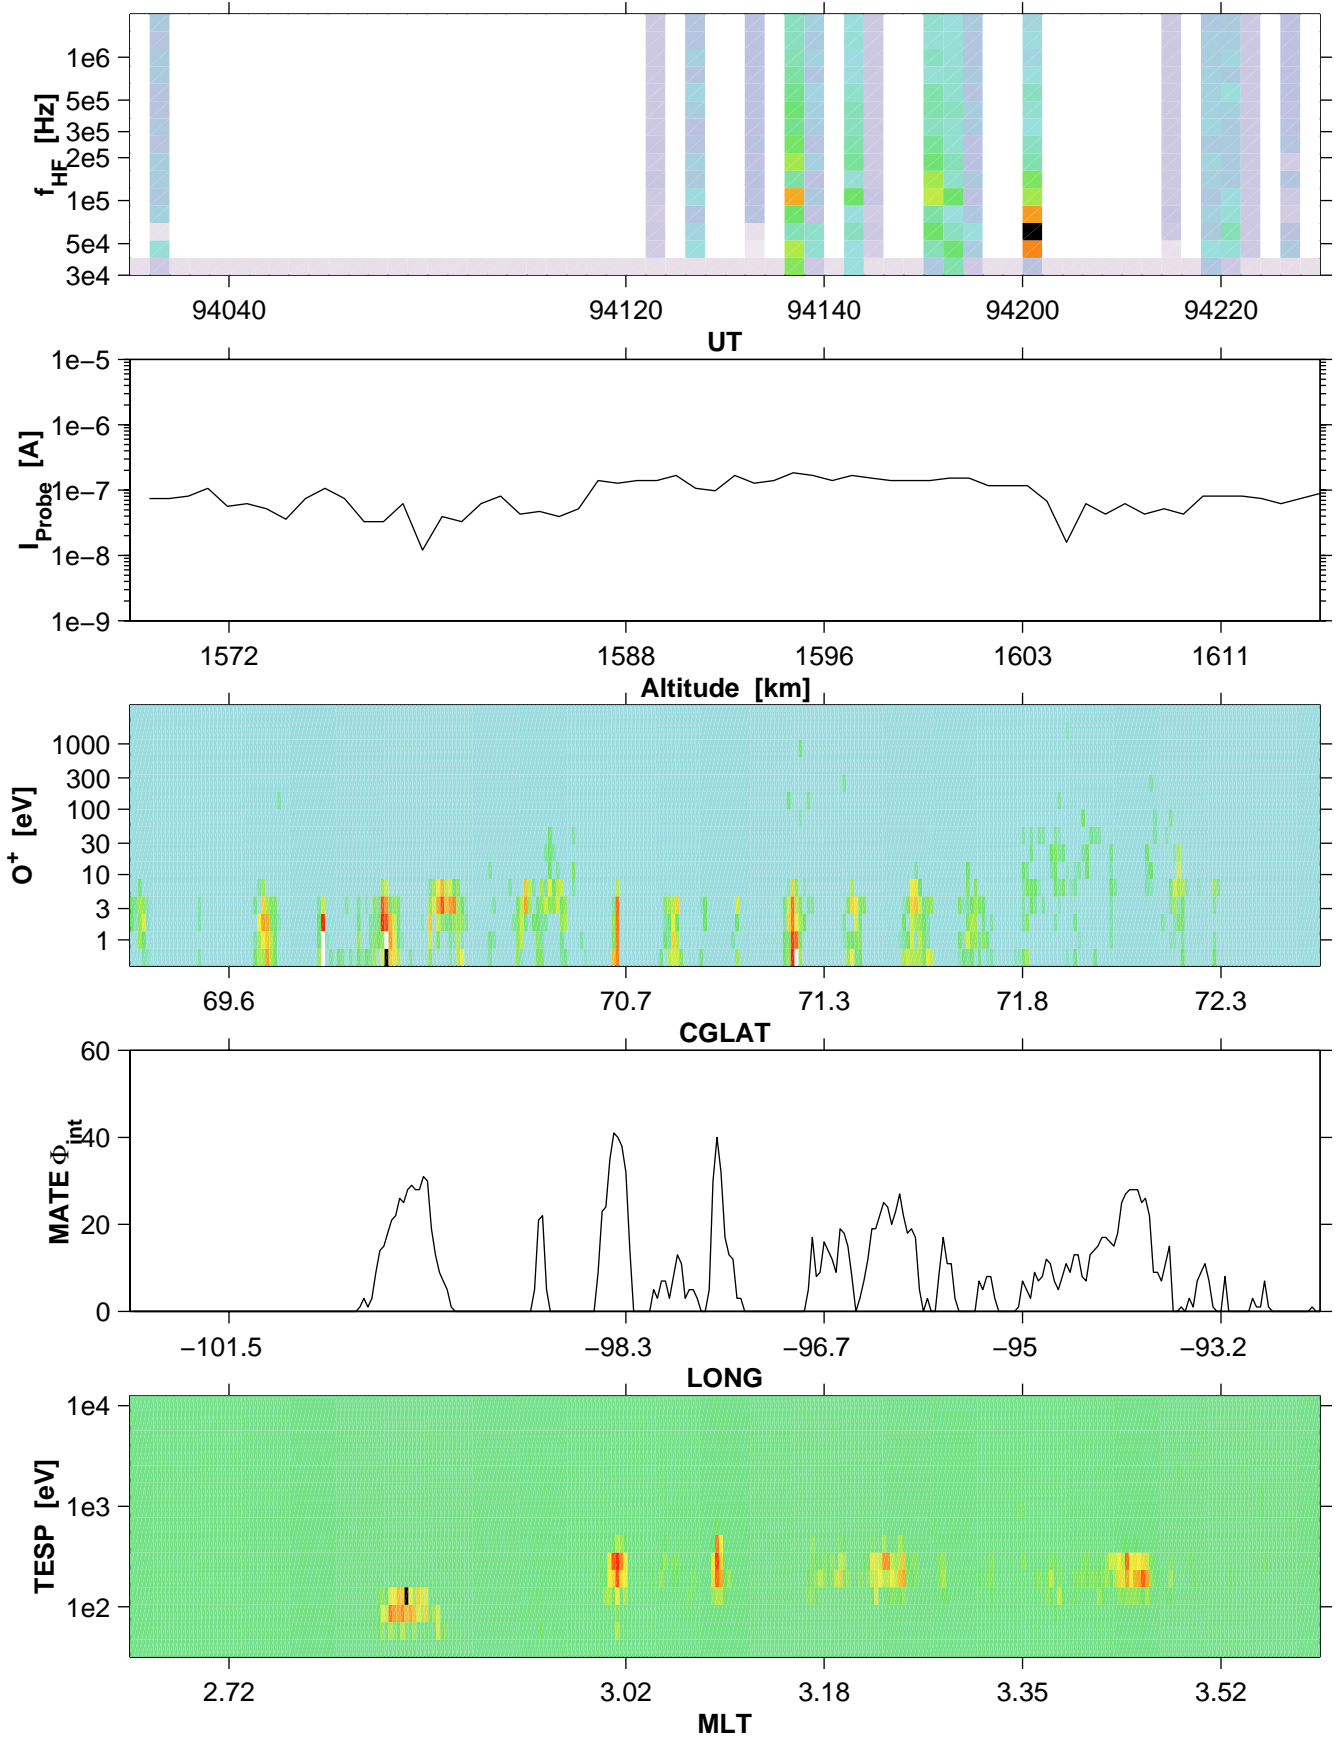 f_HF [Hz]
1e6
5e5
3e5
2e5
1e5
5e4
3e4
94040 94120 94140 94200 94220
UT
I_Probe [A]
1e−5
1e−6
1e−7
1e−8
1e−9
1572 1588 1596 1603 1611
Altitude [km]
O⁺ [eV]
1000
300
100
30
10
3
1
69.6 70.7 71.3 71.8 72.3
CGLAT
MATE Φ_int
60
40
20
0
−101.5 −98.3 −96.7 −95 −93.2
LONG
TESP [eV]
1e4
1e3
1e2
2.72 3.02 3.18 3.35 3.52
MLT